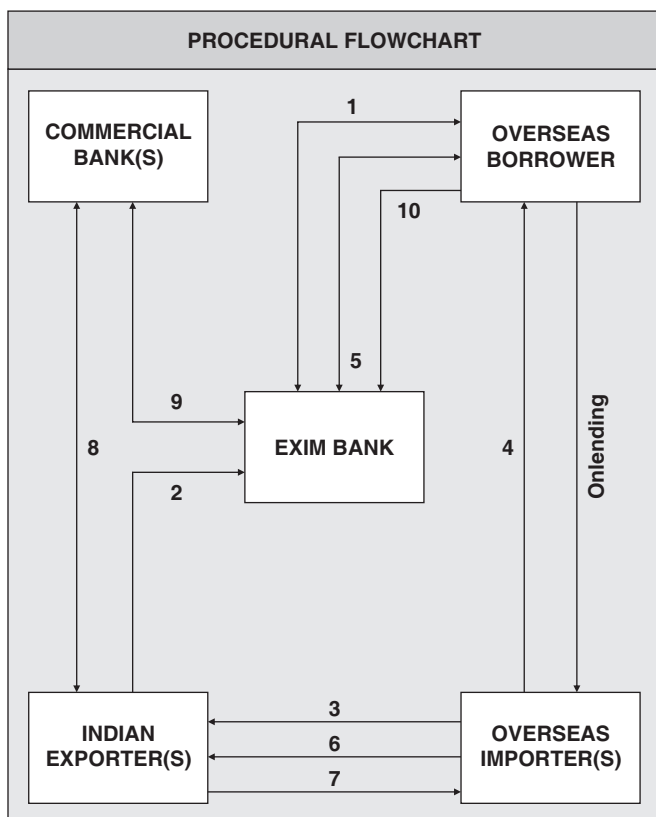 PROCEDURAL FLOWCHART
1
COMMERCIAL
BANK(S)
OVERSEAS
BORROWER
10
5
9
EXIM BANK
8
4
Onlending
2
3
INDIAN
EXPORTER(S)
6
OVERSEAS
IMPORTER(S)
7